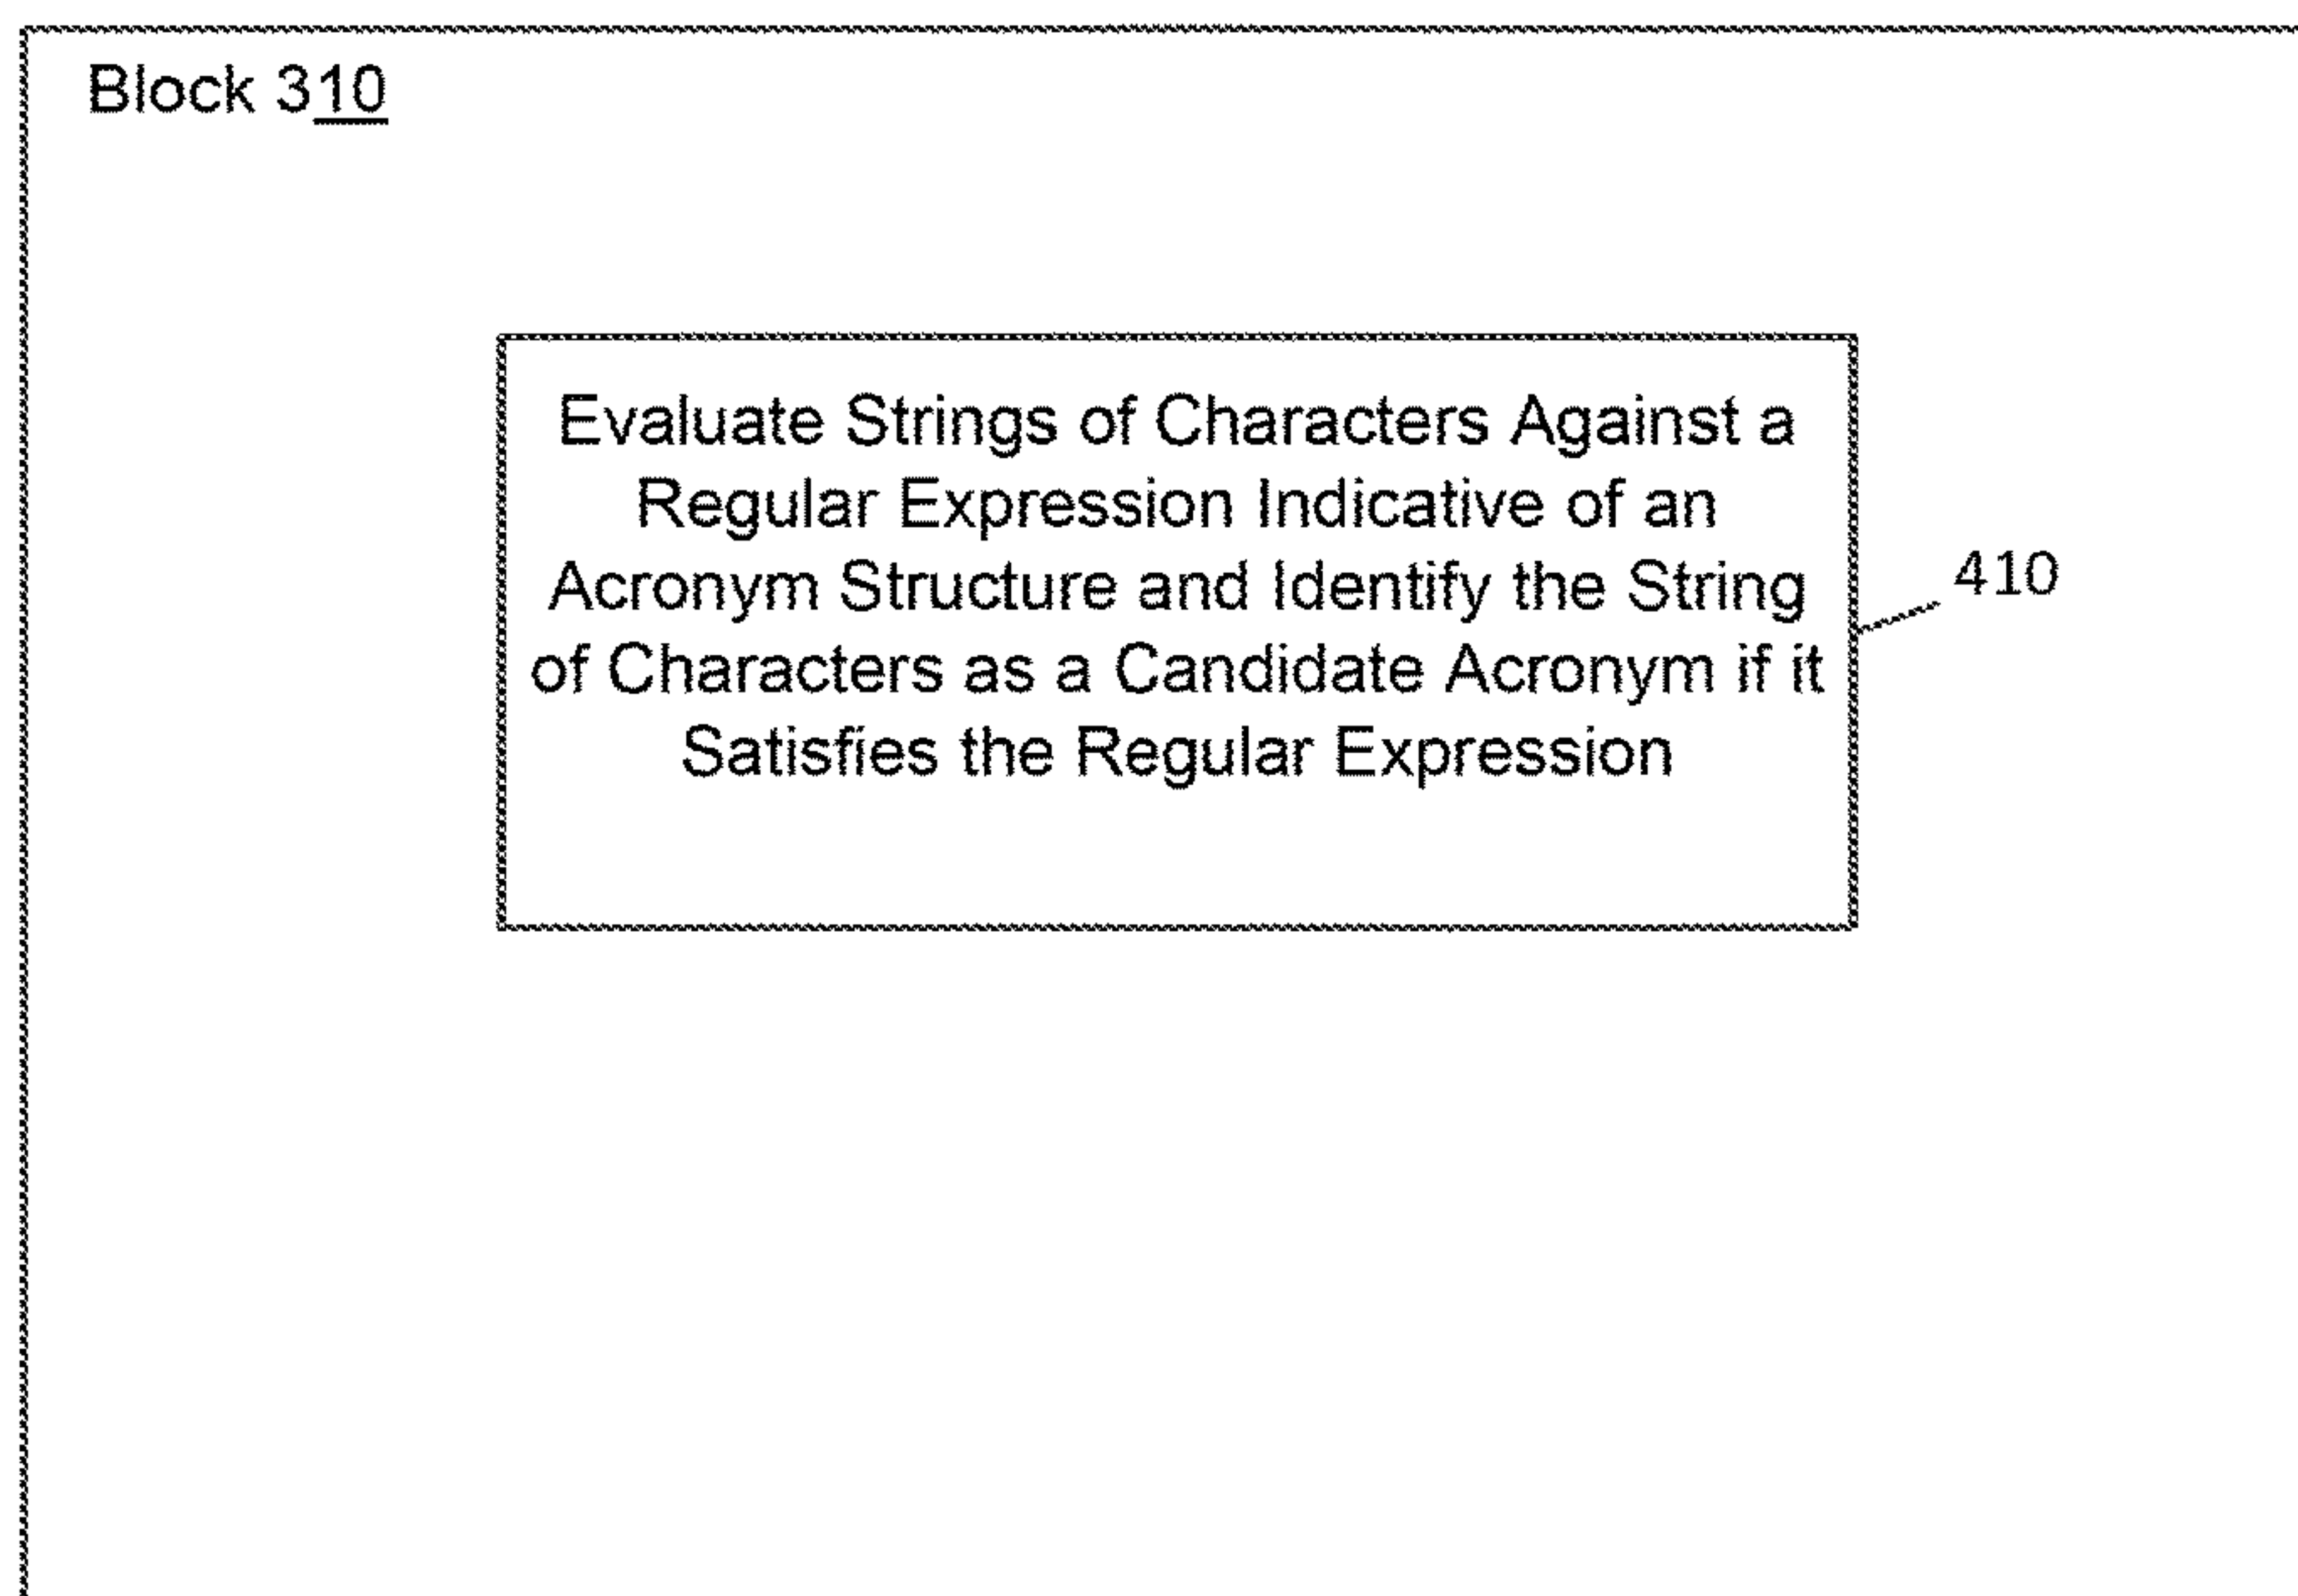 Block 310
Evaluate Strings of Characters Against a
Regular Expression Indicative of an
Acronym Structure and Identify the String
of Characters as a Candidate Acronym if it
Satisfies the Regular Expression
410